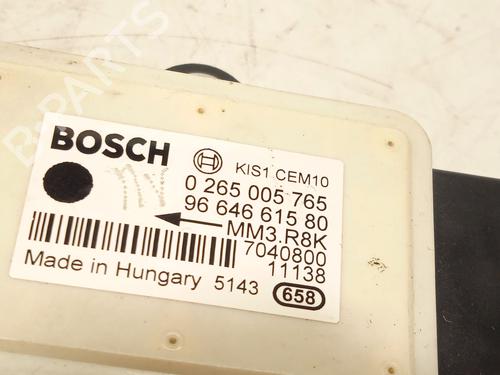 B-PARTS
BOSCH
KIS1 CEM10
0 265 005 765
96 646 615 80
MM3.R8K
7040800
11138
Made in Hungary 5143 658